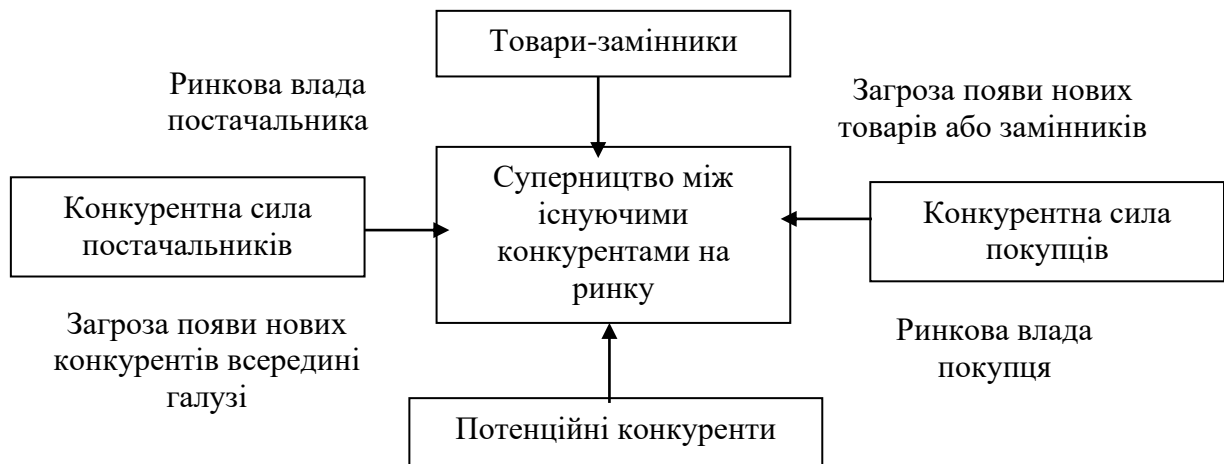 Товари-замінники
Ринкова влада
постачальника
Загроза появи нових
товарів або замінників
Суперництво між
існуючими
конкурентами на
ринку
Конкурентна сила
постачальників
Конкурентна сила
покупців
Загроза появи нових
конкурентів всередині
галузі
Ринкова влада
покупця
Потенційні конкуренти